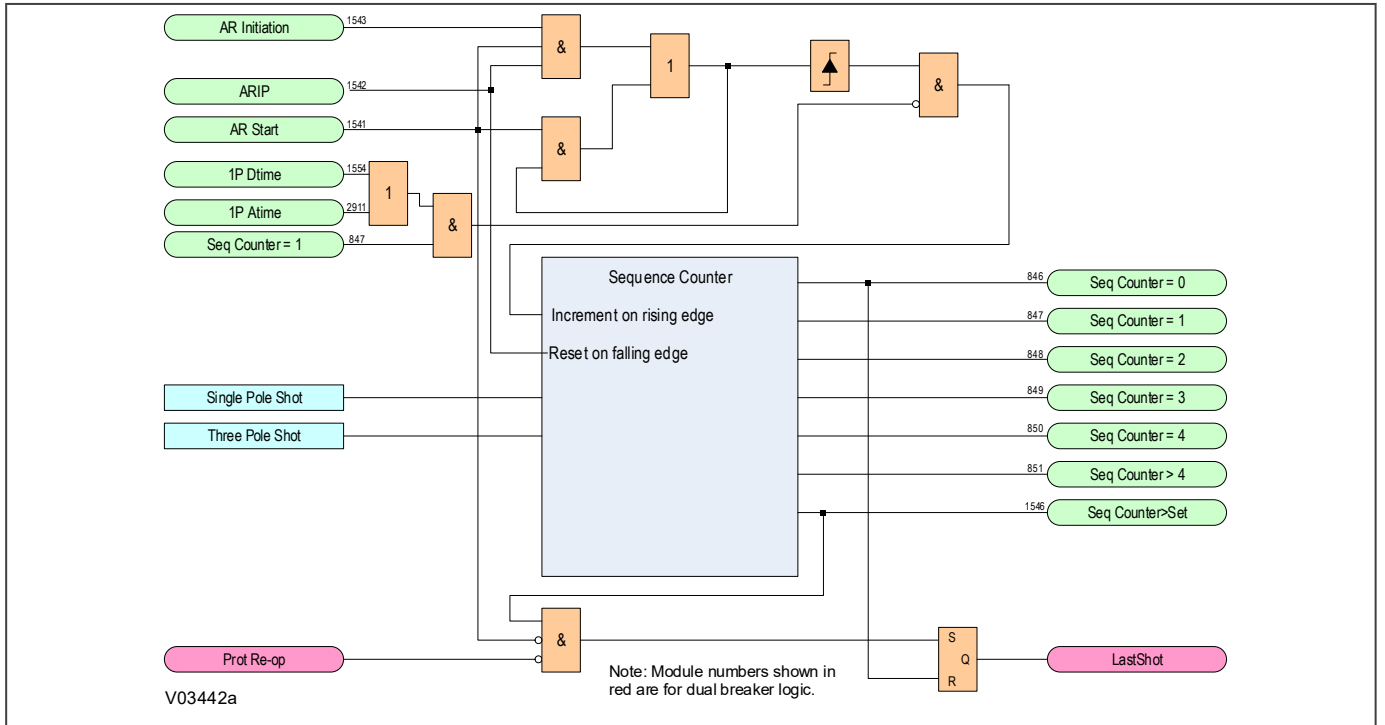 AR Initiation
1543
&
ARIP
1542
1
&
AR Start
1541
&
1P Dtime
1554
1
1P Atime
2911
&
Seq Counter = 1
847
Sequence Counter
Increment on rising edge
Reset on falling edge
846
Seq Counter = 0
847
Seq Counter = 1
848
Seq Counter = 2
849
Seq Counter = 3
850
Seq Counter = 4
851
Seq Counter > 4
1546
Seq Counter>Set
Single Pole Shot
Three Pole Shot
&
Prot Re-op
S
Q
R
LastShot
Note: Module numbers shown in
red are for dual breaker logic.
V03442a